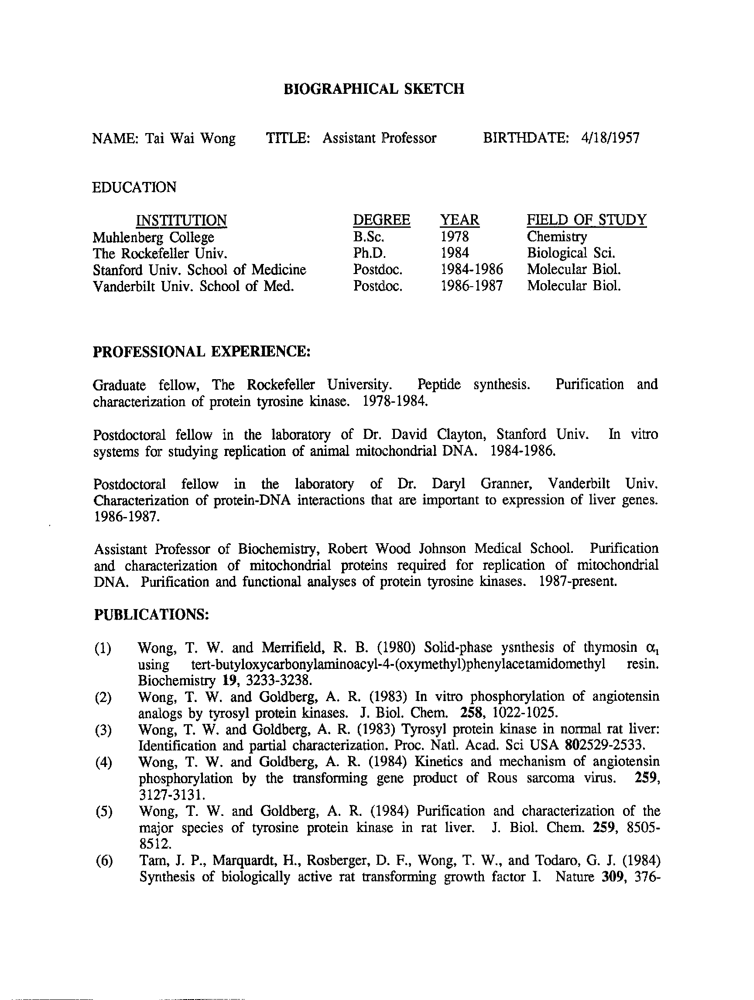 BIOGRAPHICAL SKETCH
NAME: Tai Wai Wong TITLE: Assistant Professor BIRTHDATE: 4/18/1957
EDUCATION
INSTITUTION DEGREE YEAR FIELD OF STUDY
Muhlenberg College B.Sc. 1978 Chemistry
The Rockefeller Univ. Ph.D. 1984 Biological Sci.
Stanford Univ. School of Medicine Postdoc. 1984-1986 Molecular Biol.
Vanderbilt Univ. School of Med. Postdoc. 1986-1987 Molecular Biol.
PROFESSIONAL EXPERIENCE:
Graduate fellow, The Rockefeller University. Peptide synthesis. Purification and
characterization of protein tyrosine kinase. 1978-1984.
Postdoctoral fellow in the laboratory of Dr. David Clayton, Stanford Univ. In vitro
systems for studying replication of animal mitochondrial DNA. 1984-1986.
Postdoctoral fellow in the laboratory of Dr. Daryl Granner, Vanderbilt Univ.
Characterization of protein-DNA interactions that are important to expression of liver genes.
1986-1987.
Assistant Professor of Biochemistry, Robert Wood Johnson Medical School. Purification
and characterization of mitochondrial proteins required for replication of mitochondrial
DNA. Purification and functional analyses of protein tyrosine kinases. 1987-present.
PUBLICATIONS:
(1) Wong, T. W. and Merrifield, R. B. (1980) Solid-phase ysnthesis of thymosin α₁
using tert-butyloxycarbonylaminoacyl-4-(oxymethyl)phenylacetamidomethyl resin.
Biochemistry 19, 3233-3238.
(2) Wong, T. W. and Goldberg, A. R. (1983) In vitro phosphorylation of angiotensin
analogs by tyrosyl protein kinases. J. Biol. Chem. 258, 1022-1025.
(3) Wong, T. W. and Goldberg, A. R. (1983) Tyrosyl protein kinase in normal rat liver:
Identification and partial characterization. Proc. Natl. Acad. Sci USA 802529-2533.
(4) Wong, T. W. and Goldberg, A. R. (1984) Kinetics and mechanism of angiotensin
phosphorylation by the transforming gene product of Rous sarcoma virus. 259,
3127-3131.
(5) Wong, T. W. and Goldberg, A. R. (1984) Purification and characterization of the
major species of tyrosine protein kinase in rat liver. J. Biol. Chem. 259, 8505-
8512.
(6) Tam, J. P., Marquardt, H., Rosberger, D. F., Wong, T. W., and Todaro, G. J. (1984)
Synthesis of biologically active rat transforming growth factor I. Nature 309, 376-